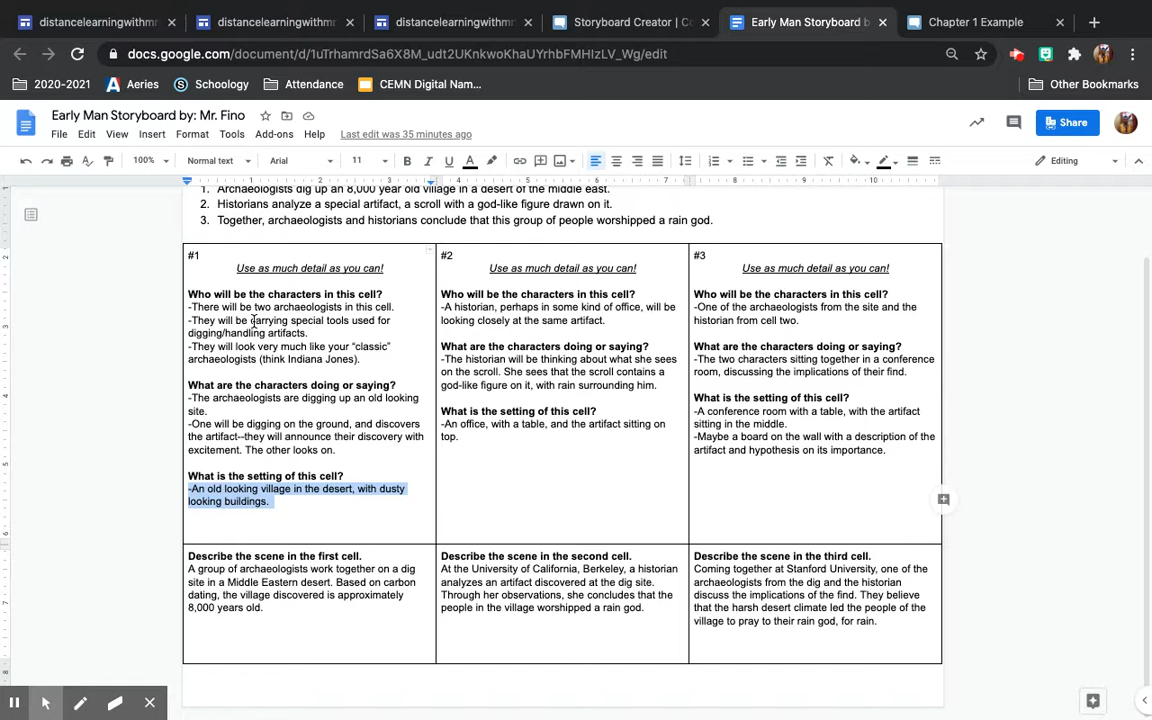 distancelearningwithmr
distancelearningwithmr
distancelearningwithmr
Storyboard Creator | Co
Early Man Storyboard b
Chapter 1 Example
docs.google.com/document/d/1uTrhamrdSa6X8M_udt2UKnkwoKhaUYrhbFMHIzLV_Wg/edit
2020-2021
Aeries
Schoology
Attendance
CEMN Digital Nam...
Other Bookmarks
Early Man Storyboard by: Mr. Fino
File Edit View Insert Format Tools Add-ons Help Last edit was 35 minutes ago
Share
100% Normal text Arial 11 B I U A Editing
1 2 3 4 5 6 7 8 9 10
1. Archaeologists dig up an 8,000 year old village in a desert of the middle east.
2. Historians analyze a special artifact, a scroll with a god-like figure drawn on it.
3. Together, archaeologists and historians conclude that this group of people worshipped a rain god.
#1
Use as much detail as you can!
Who will be the characters in this cell?
-There will be two archaeologists in this cell.
-They will be carrying special tools used for
digging/handling artifacts.
-They will look very much like your “classic”
archaeologists (think Indiana Jones).
What are the characters doing or saying?
-The archaeologists are digging up an old looking
site.
-One will be digging on the ground, and discovers
the artifact--they will announce their discovery with
excitement. The other looks on.
What is the setting of this cell?
-An old looking village in the desert, with dusty
looking buildings.
#2
Use as much detail as you can!
Who will be the characters in this cell?
-A historian, perhaps in some kind of office, will be
looking closely at the same artifact.
What are the characters doing or saying?
-The historian will be thinking about what she sees
on the scroll. She sees that the scroll contains a
god-like figure on it, with rain surrounding him.
What is the setting of this cell?
-An office, with a table, and the artifact sitting on
top.
#3
Use as much detail as you can!
Who will be the characters in this cell?
-One of the archaeologists from the site and the
historian from cell two.
What are the characters doing or saying?
-The two characters sitting together in a conference
room, discussing the implications of their find.
What is the setting of this cell?
-A conference room with a table, with the artifact
sitting in the middle.
-Maybe a board on the wall with a description of the
artifact and hypothesis on its importance.
Describe the scene in the first cell.
A group of archaeologists work together on a dig
site in a Middle Eastern desert. Based on carbon
dating, the village discovered is approximately
8,000 years old.
Describe the scene in the second cell.
At the University of California, Berkeley, a historian
analyzes an artifact discovered at the dig site.
Through her observations, she concludes that the
people in the village worshipped a rain god.
Describe the scene in the third cell.
Coming together at Stanford University, one of the
archaeologists from the dig and the historian
discuss the implications of the find. They believe
that the harsh desert climate led the people of the
village to pray to their rain god, for rain.